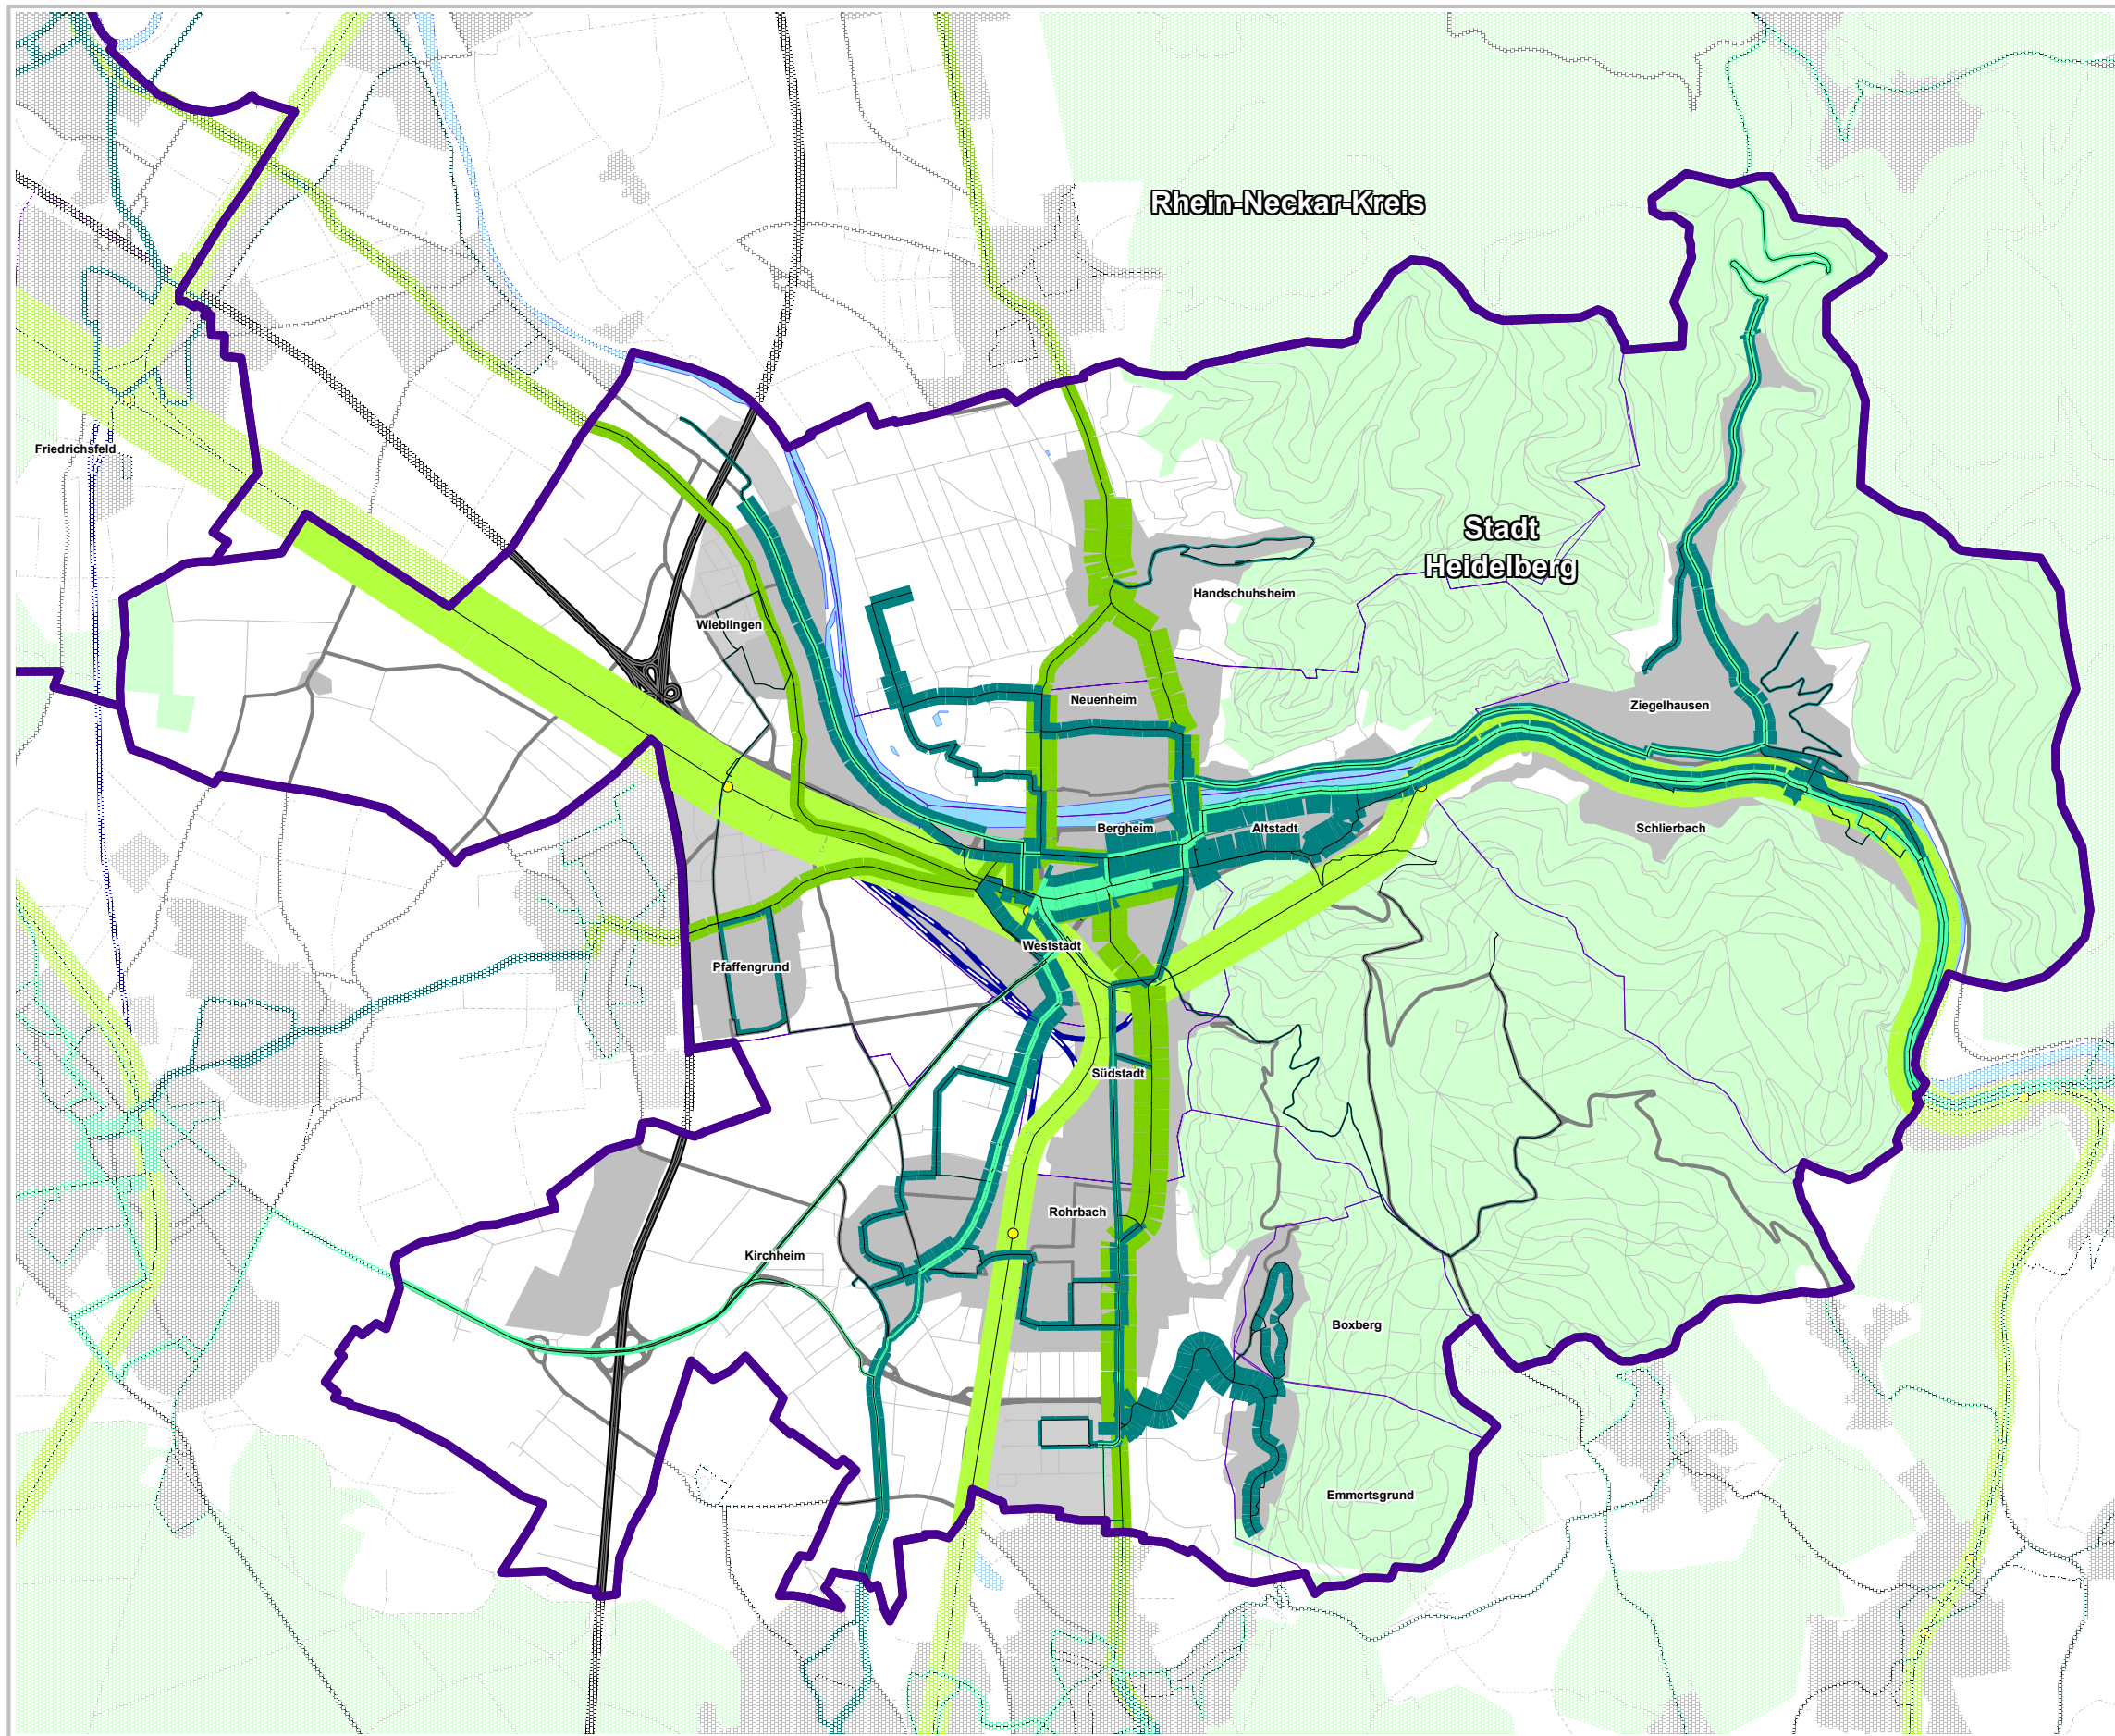 Rhein-Neckar-Kreis
Friedrichsfeld
Stadt
Heidelberg
Handschuhsheim
Wieblingen
Neuenheim
Ziegelhausen
Bergheim
Altstadt
Schlierbach
Weststadt
Pfaffengrund
Südstadt
Rohrbach
Kirchheim
Boxberg
Emmertsgrund